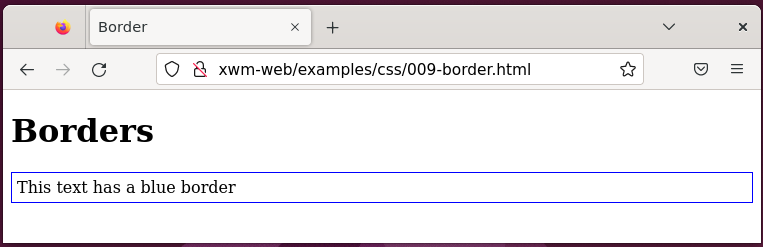 Border
xwm-web/examples/css/009-border.html
Borders
This text has a blue border